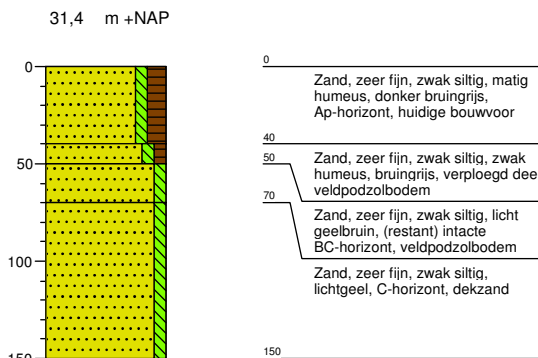 31,4 m +NAP
0
50
100
150
0
Zand, zeer fijn, zwak siltig, matig
humeus, donker bruingrijs,
Ap-horizont, huidige bouwvoor
40
Zand, zeer fijn, zwak siltig, zwak
humeus, bruingrijs, verploegd dee
veldpodzolbodem
50
Zand, zeer fijn, zwak siltig, licht
geelbruin, (restant) intacte
BC-horizont, veldpodzolbodem
70
Zand, zeer fijn, zwak siltig,
lichtgeel, C-horizont, dekzand
150